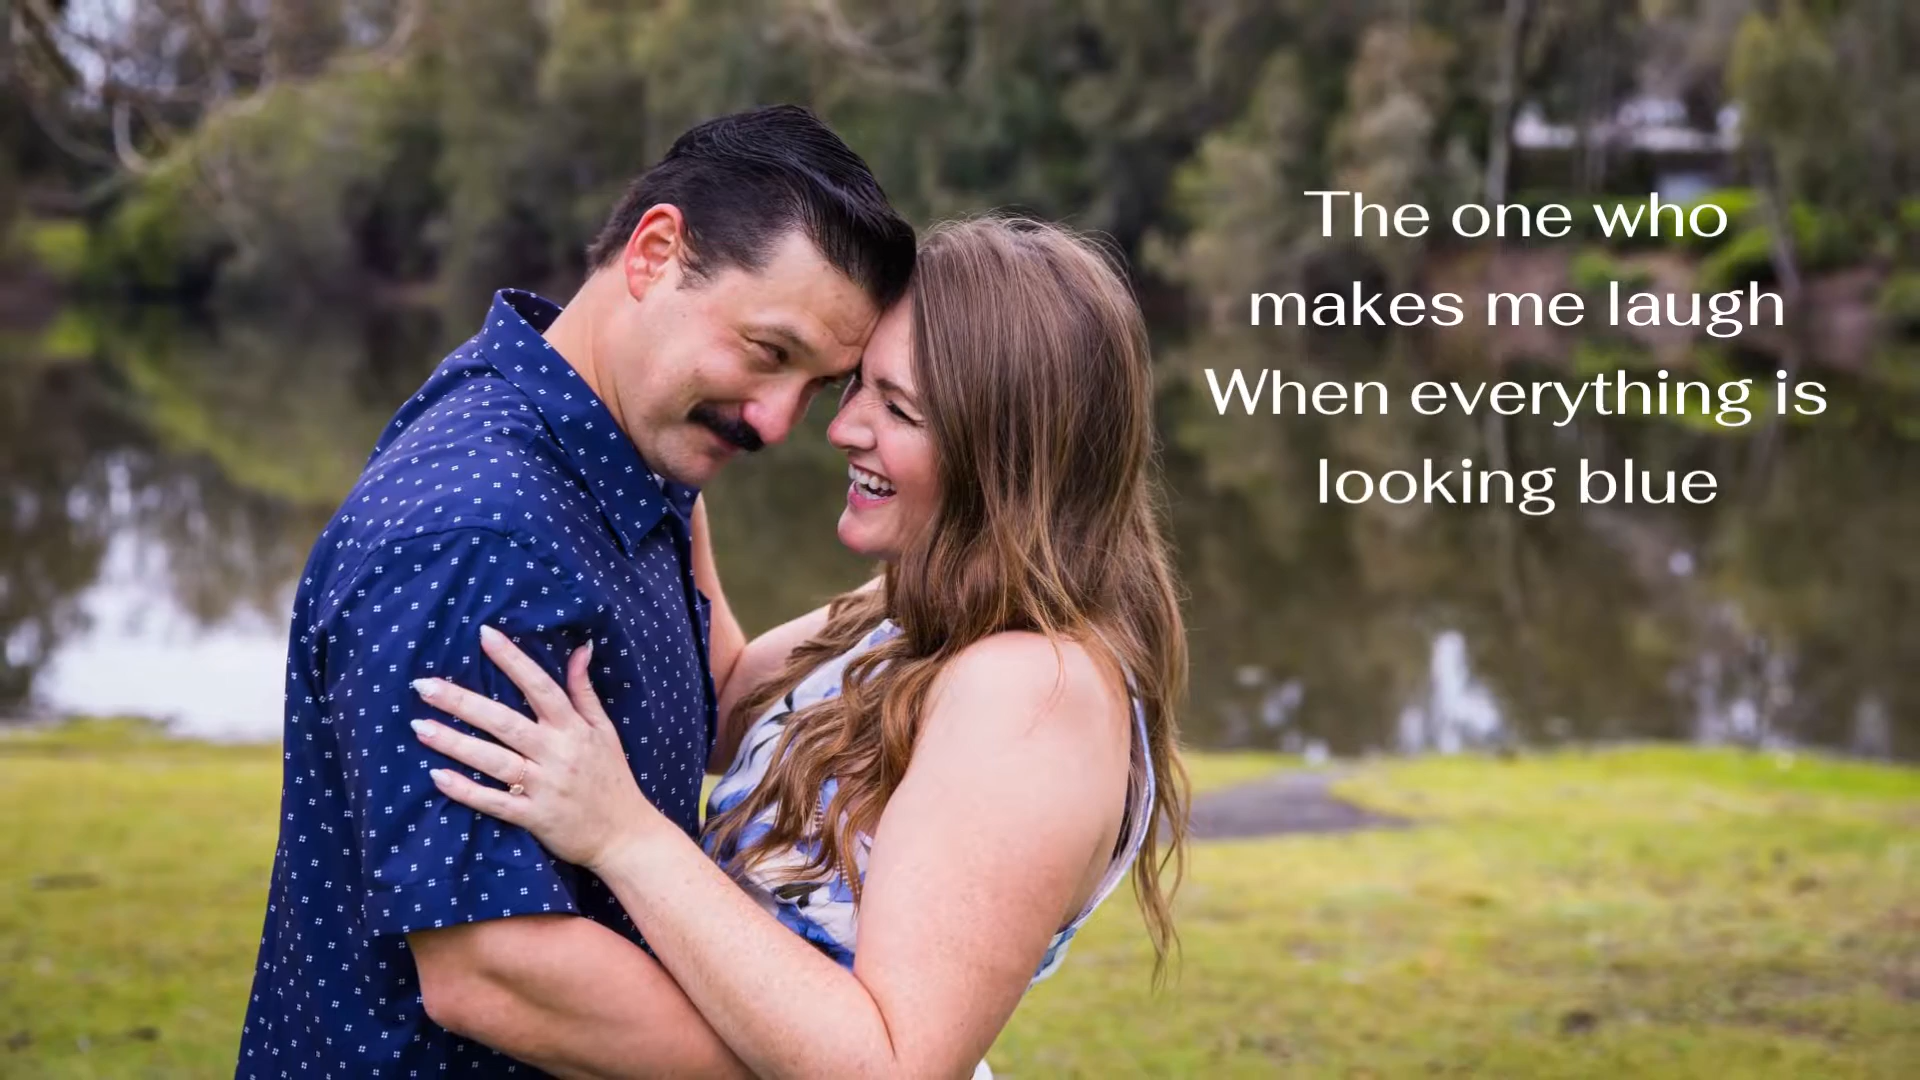 The one who
makes me laugh
When everything is
looking blue